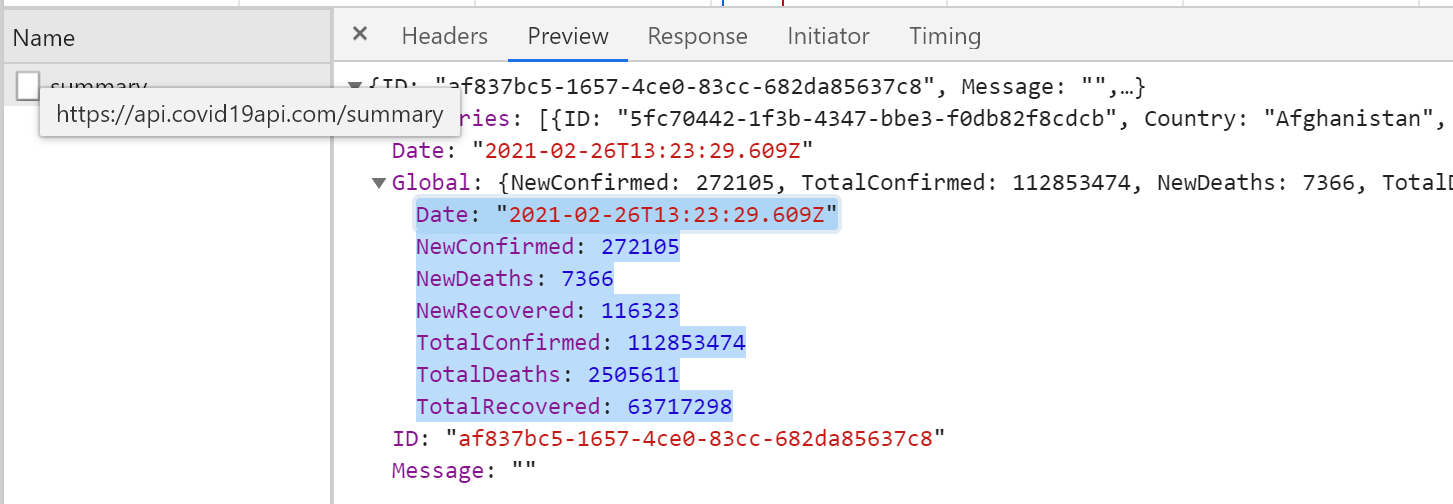 Name
× Headers Preview Response Initiator Timing
summary
https://api.covid19api.com/summary
{ID: "af837bc5-1657-4ce0-83cc-682da85637c8", Message: "",…}
ries: [{ID: "5fc70442-1f3b-4347-bbe3-f0db82f8cdcb", Country: "Afghanistan",
Date: "2021-02-26T13:23:29.609Z"
Global: {NewConfirmed: 272105, TotalConfirmed: 112853474, NewDeaths: 7366, TotalD
Date: "2021-02-26T13:23:29.609Z"
NewConfirmed: 272105
NewDeaths: 7366
NewRecovered: 116323
TotalConfirmed: 112853474
TotalDeaths: 2505611
TotalRecovered: 63717298
ID: "af837bc5-1657-4ce0-83cc-682da85637c8"
Message: ""